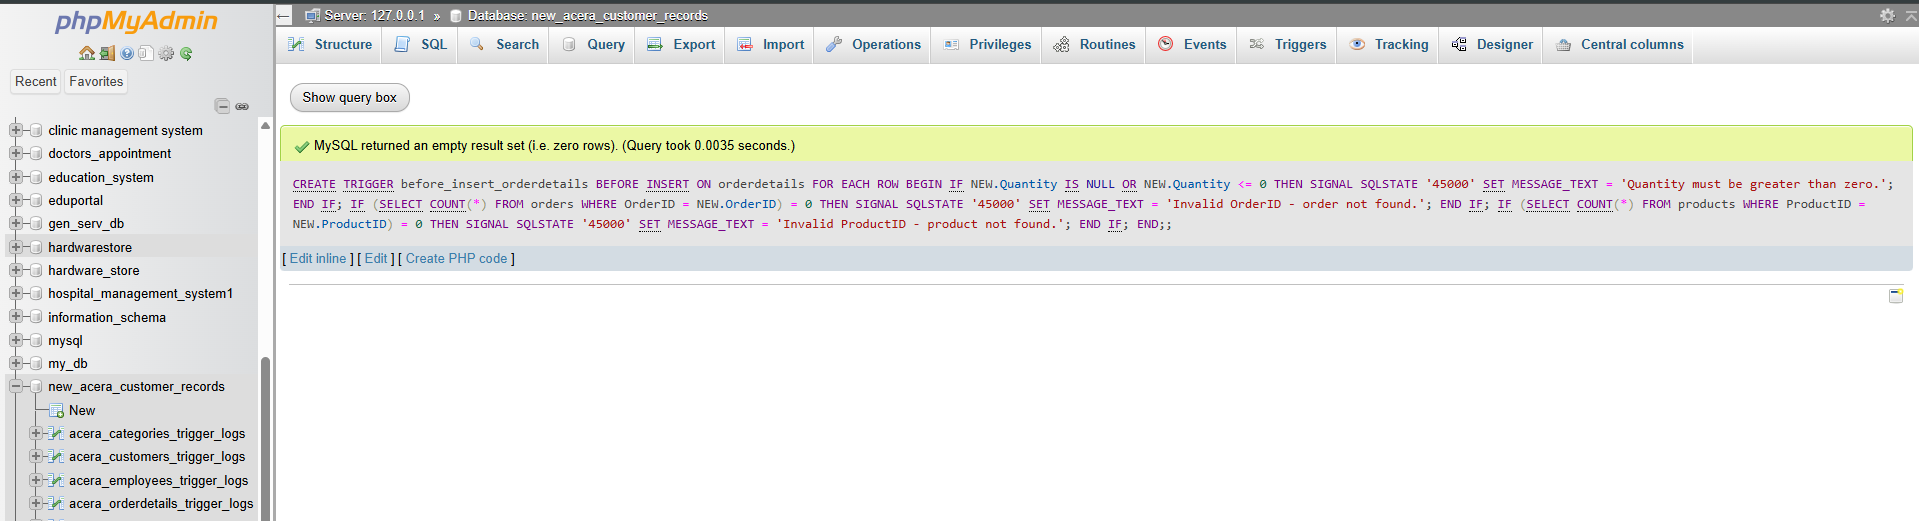 phpMyAdmin
Recent Favorites
clinic management system
doctors_appointment
education_system
eduportal
gen_serv_db
hardwarestore
hardware_store
hospital_management_system1
information_schema
mysql
my_db
new_acera_customer_records
New
acera_categories_trigger_logs
acera_customers_trigger_logs
acera_employees_trigger_logs
acera_orderdetails_trigger_logs
Server: 127.0.0.1 » Database: new_acera_customer_records
Structure SQL Search Query Export Import Operations Privileges Routines Events Triggers Tracking Designer Central columns
Show query box
MySQL returned an empty result set (i.e. zero rows). (Query took 0.0035 seconds.)
CREATE TRIGGER before_insert_orderdetails BEFORE INSERT ON orderdetails FOR EACH ROW BEGIN IF NEW.Quantity IS NULL OR NEW.Quantity <= 0 THEN SIGNAL SQLSTATE '45000' SET MESSAGE_TEXT = 'Quantity must be greater than zero.';
END IF; IF (SELECT COUNT(*) FROM orders WHERE OrderID = NEW.OrderID) = 0 THEN SIGNAL SQLSTATE '45000' SET MESSAGE_TEXT = 'Invalid OrderID - order not found.'; END IF; IF (SELECT COUNT(*) FROM products WHERE ProductID =
NEW.ProductID) = 0 THEN SIGNAL SQLSTATE '45000' SET MESSAGE_TEXT = 'Invalid ProductID - product not found.'; END IF; END;;
[ Edit inline ] [ Edit ] [ Create PHP code ]